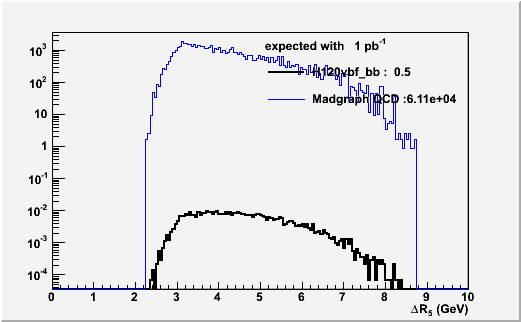 10³
10²
10
1
10⁻¹
10⁻²
10⁻³
10⁻⁴
expected with 1 pb⁻¹
H120vbf_bb : 0.5
Madgraph QCD :6.11e+04
0 1 2 3 4 5 6 7 8 9 10
ΔR₅ (GeV)